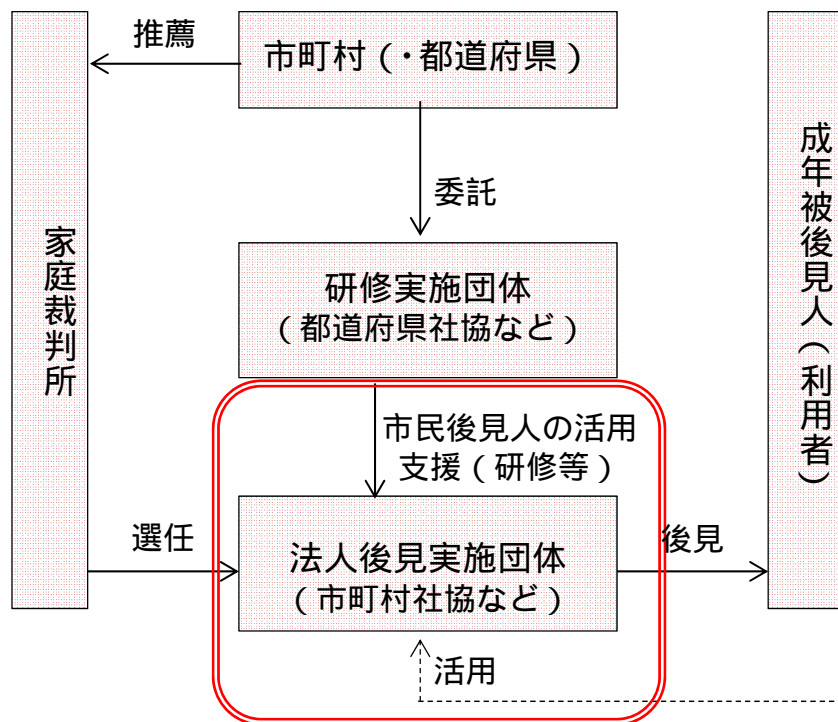 推薦
市町村（・都道府県）
委託
家庭裁判所
成年被後見人（利用者）
研修実施団体
（都道府県社協など）
市民後見人の活用
支援（研修等）
選任
法人後見実施団体
（市町村社協など）
後見
活用